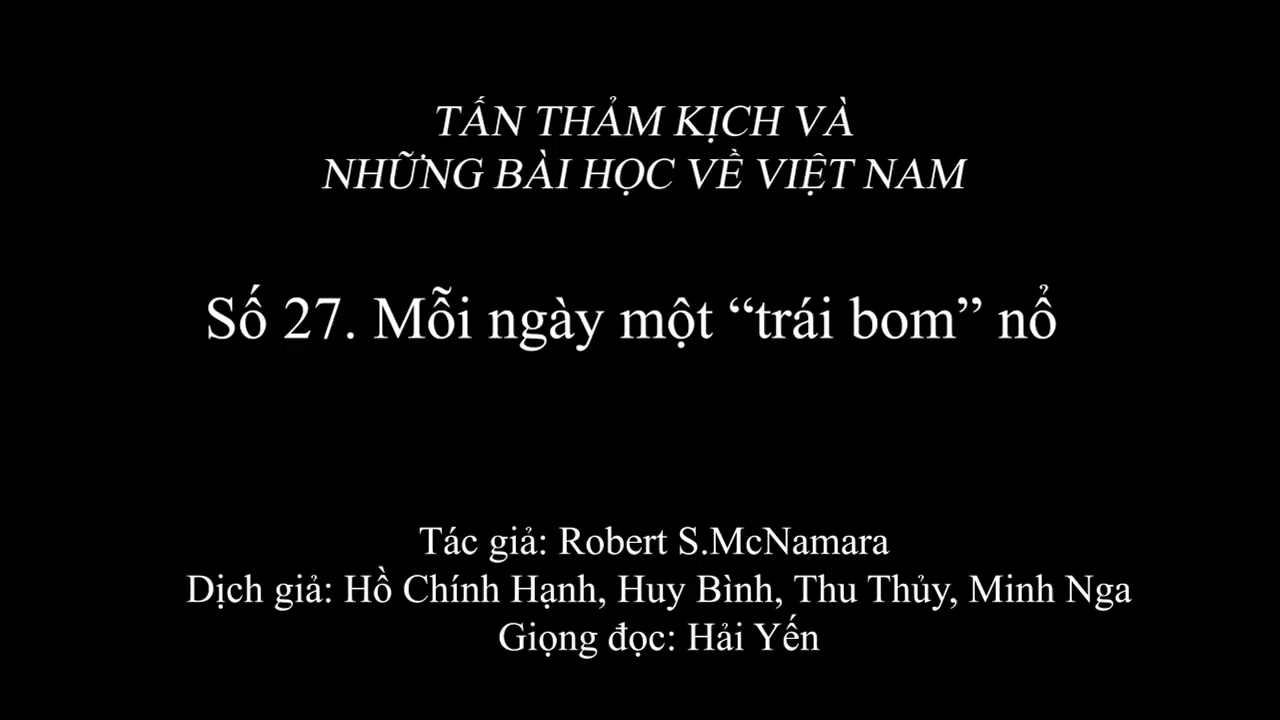 TẤN THẢM KỊCH VÀ
NHỮNG BÀI HỌC VỀ VIỆT NAM
Số 27. Mỗi ngày một “trái bom” nổ
Tác giả: Robert S.McNamara
Dịch giả: Hồ Chính Hạnh, Huy Bình, Thu Thủy, Minh Nga
Giọng đọc: Hải Yến